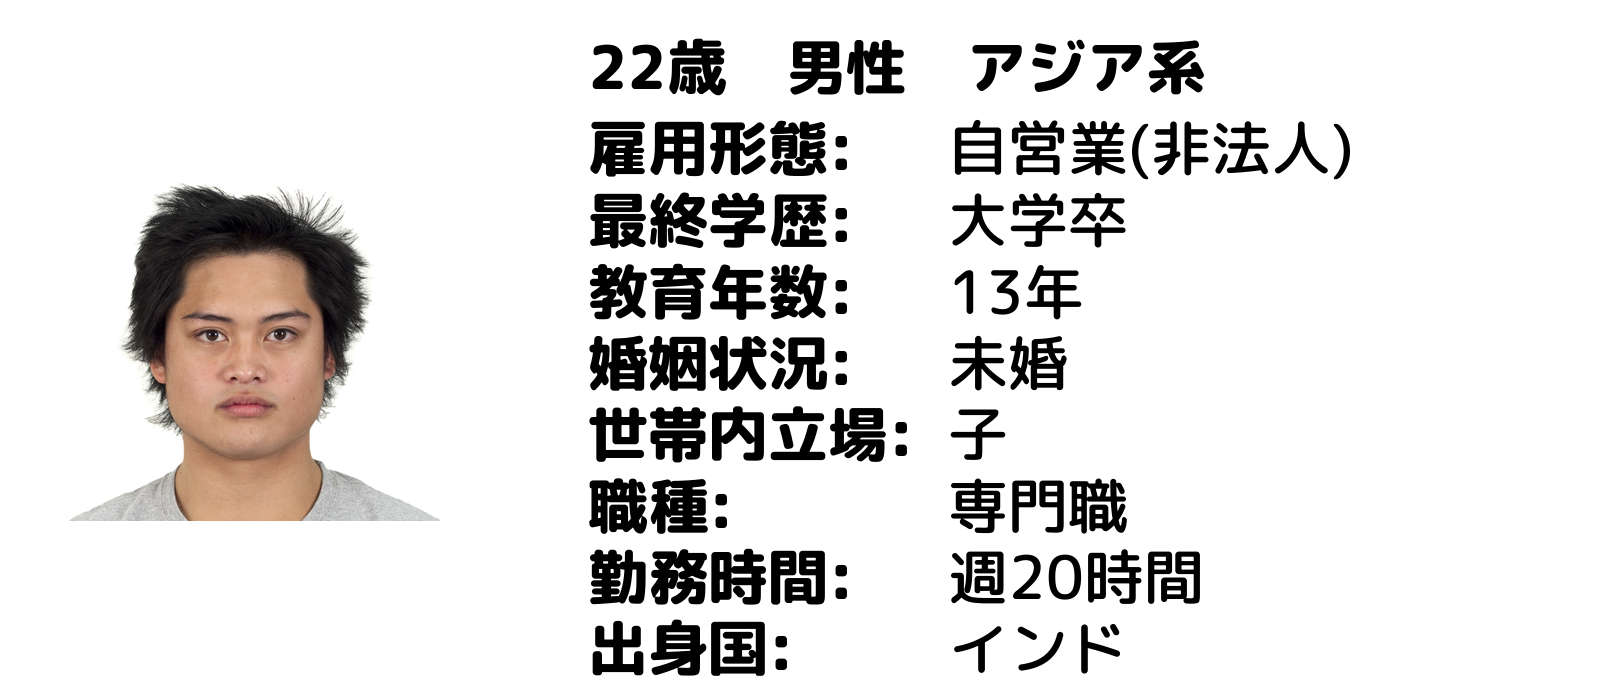 22歳　男性　アジア系
雇用形態:　自営業(非法人)
最終学歴:　大学卒
教育年数:　13年
婚姻状況:　未婚
世帯内立場:　子
職種:　専門職
勤務時間:　週20時間
出身国:　インド